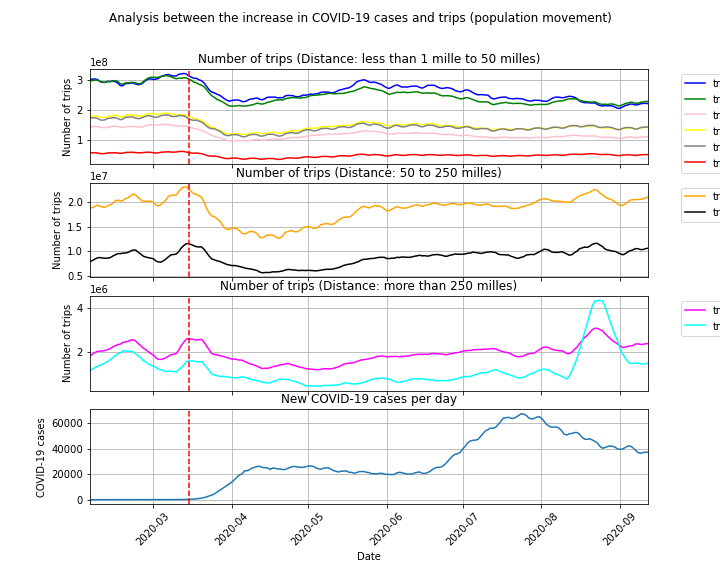 Analysis between the increase in COVID-19 cases and trips (population movement)
Number of trips (Distance: less than 1 mille to 50 milles)
1e8
3
2
1
Number of trips
tr
tr
tr
tr
tr
tr
Number of trips (Distance: 50 to 250 milles)
1e7
2.0
1.5
1.0
0.5
Number of trips
tr
tr
Number of trips (Distance: more than 250 milles)
1e6
4
2
Number of trips
tr
tr
New COVID-19 cases per day
60000
40000
20000
0
COVID-19 cases
2020-03
2020-04
2020-05
2020-06
2020-07
2020-08
2020-09
Date